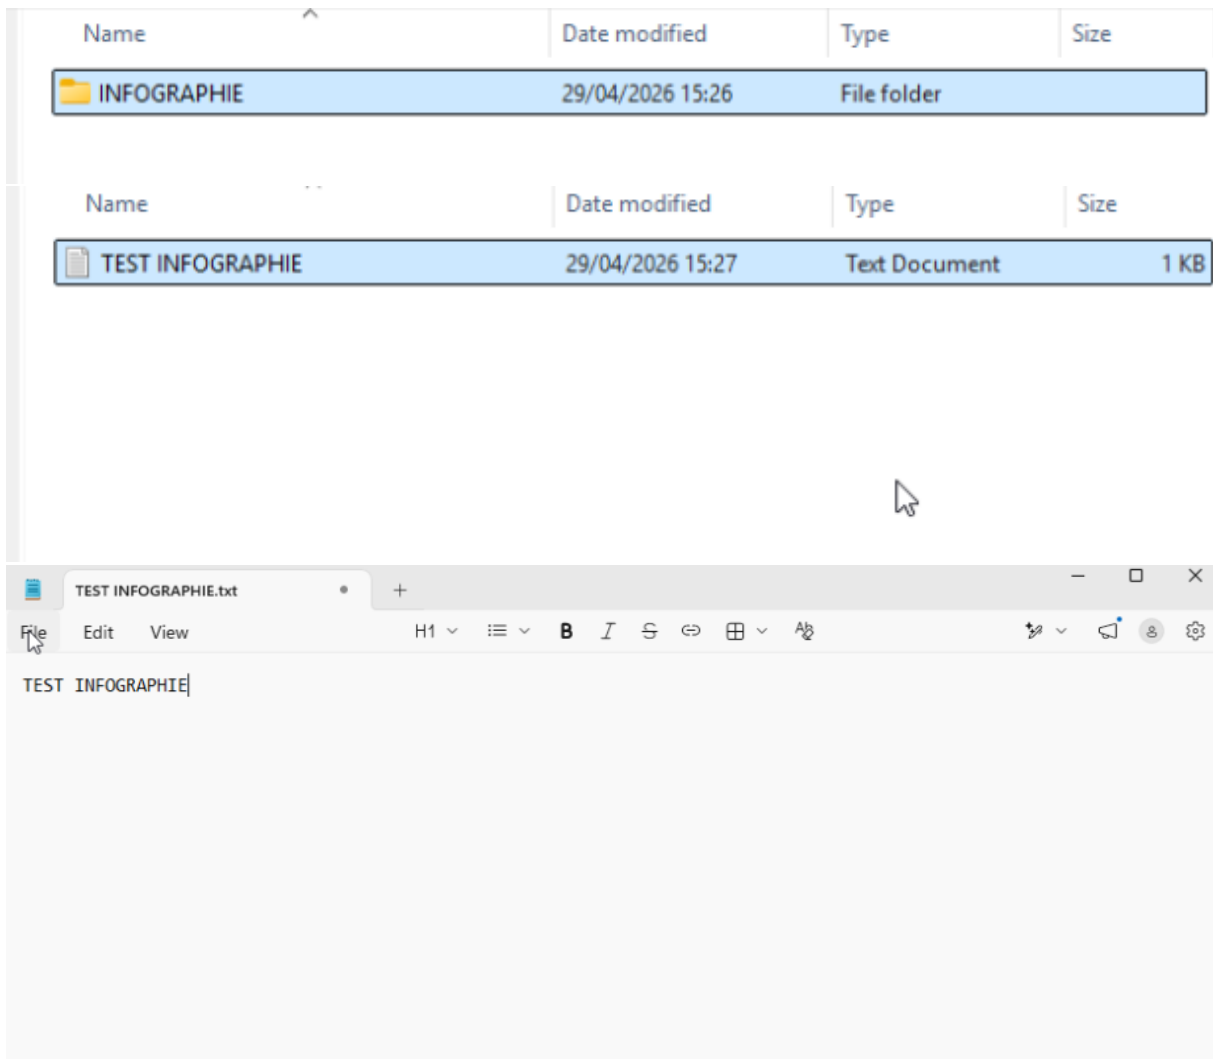 Name Date modified Type Size
INFOGRAPHIE 29/04/2026 15:26 File folder
Name Date modified Type Size
TEST INFOGRAPHIE 29/04/2026 15:27 Text Document 1 KB
TEST INFOGRAPHIE.txt
File Edit View H1 B I S
TEST INFOGRAPHIE